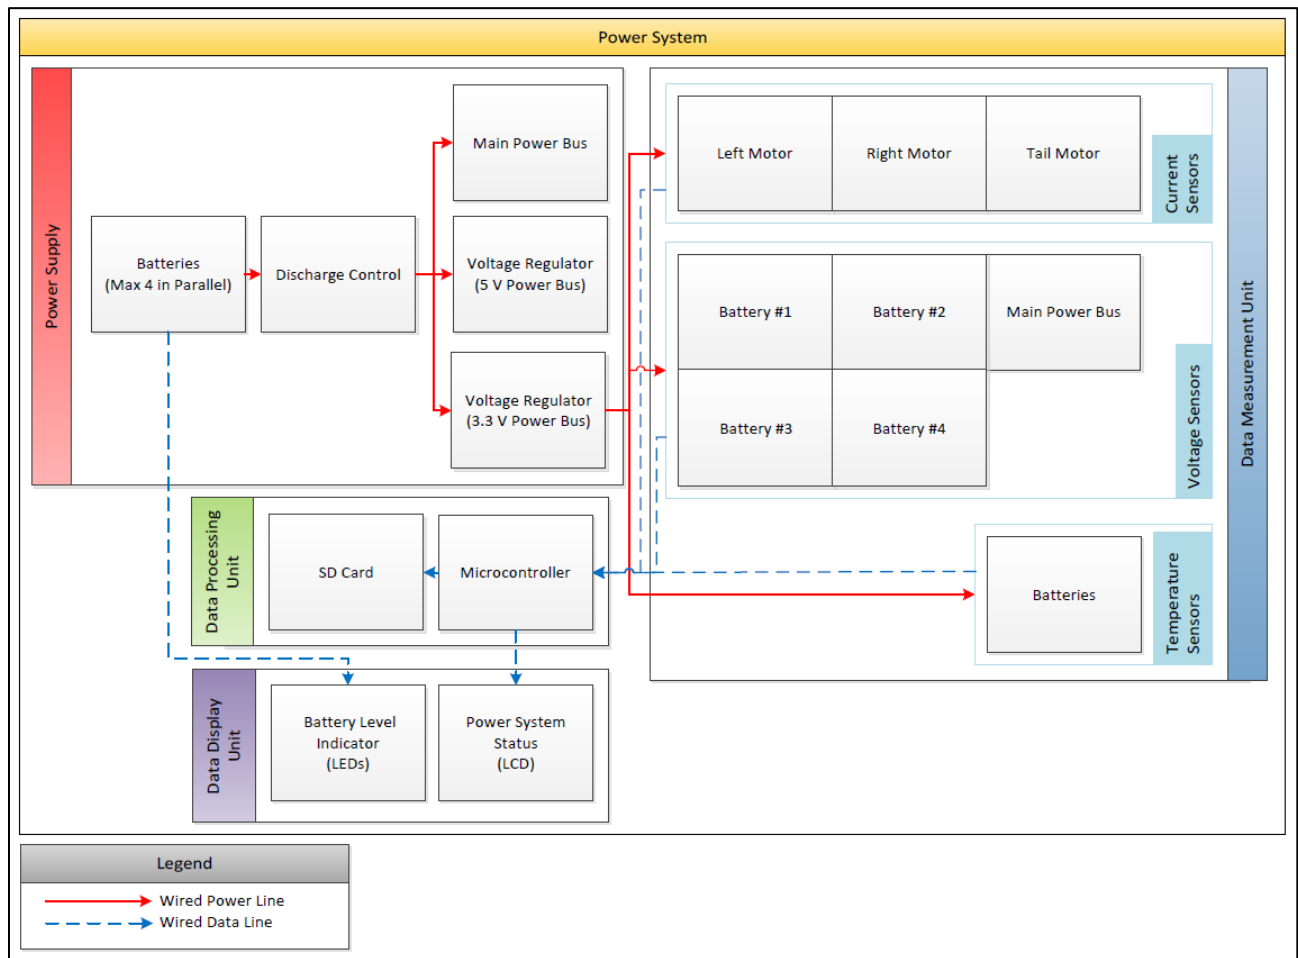 Power System
Power Supply
Batteries
(Max 4 in Parallel)
Discharge Control
Main Power Bus
Voltage Regulator
(5 V Power Bus)
Voltage Regulator
(3.3 V Power Bus)
Data Measurement Unit
Left Motor
Right Motor
Tail Motor
Current
Sensors
Battery #1
Battery #2
Main Power Bus
Battery #3
Battery #4
Voltage Sensors
Batteries
Temperature
Sensors
Data Processing
Unit
SD Card
Microcontroller
Data Display
Unit
Battery Level
Indicator
(LEDs)
Power System
Status
(LCD)
Legend
Wired Power Line
Wired Data Line